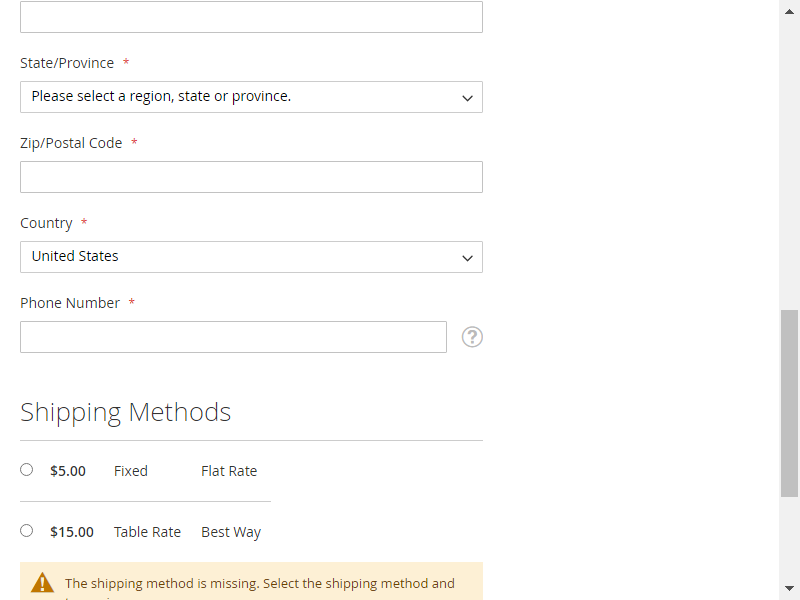 State/Province *
Please select a region, state or province.
Zip/Postal Code *
Country *
United States
Phone Number *
?
Shipping Methods
$5.00 Fixed Flat Rate
$15.00 Table Rate Best Way
The shipping method is missing. Select the shipping method and